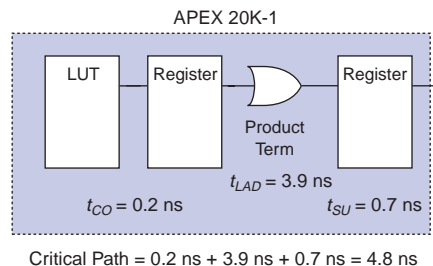 APEX 20K-1
LUT
Register
Register
Product
Term
tLAD = 3.9 ns
tCO = 0.2 ns
tSU = 0.7 ns
Critical Path = 0.2 ns + 3.9 ns + 0.7 ns = 4.8 ns